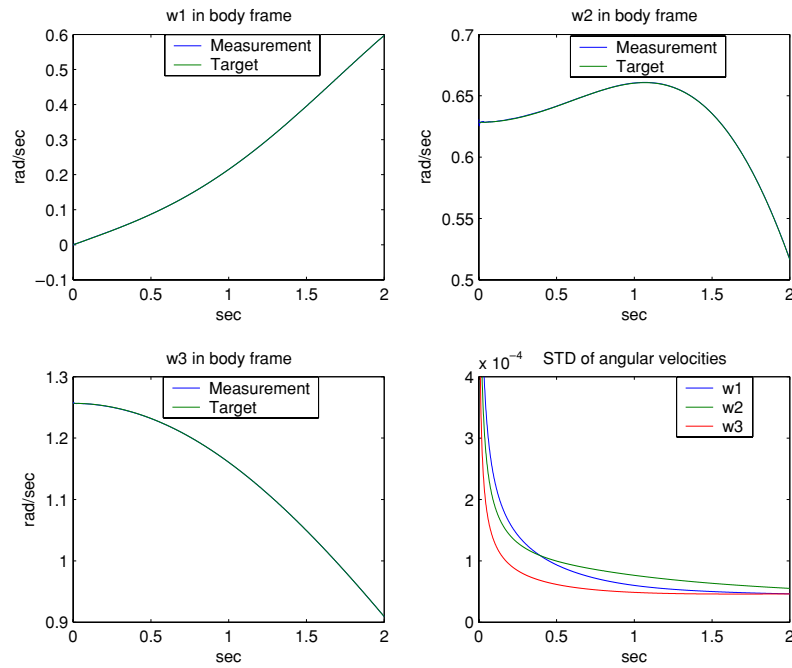 w1 in body frame
Measurement
Target
rad/sec
0.6
0.5
0.4
0.3
0.2
0.1
0
−0.1
0
0.5
1
1.5
2
sec
w2 in body frame
Measurement
Target
rad/sec
0.7
0.65
0.6
0.55
0.5
0
0.5
1
1.5
2
sec
w3 in body frame
Measurement
Target
rad/sec
1.3
1.2
1.1
1
0.9
0
0.5
1
1.5
2
sec
x 10⁻⁴
STD of angular velocities
w1
w2
w3
4
3
2
1
0
0
0.5
1
1.5
2
sec